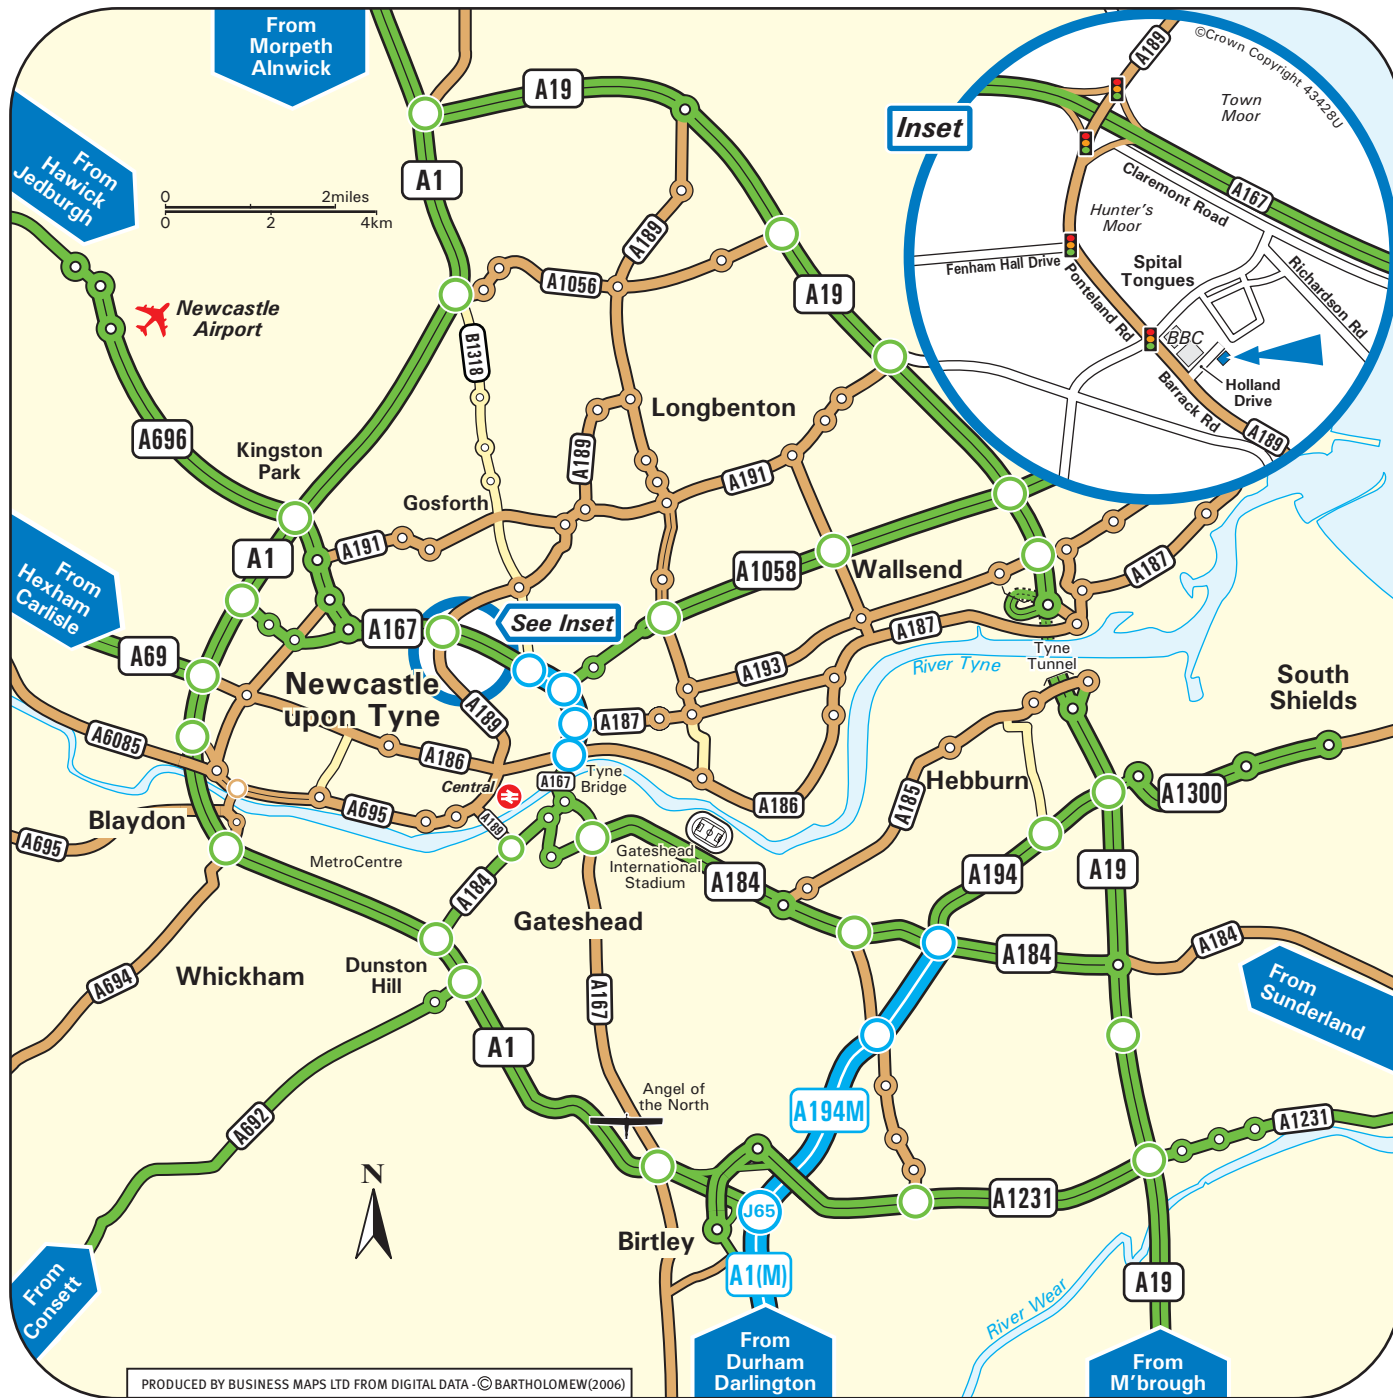 From
Morpeth
Alnwick
A19
A189
©Crown Copyright 43428U
Town
Moor
Inset
From
Hawick
Jedburgh
A1
0
2miles
0
2
4km
A189
Claremont Road
A167
Hunter's
Moor
Fenham Hall Drive
Spital
Tongues
Ponteland Rd
Richardson Rd
BBC
Holland
Drive
Barrack Rd
A189
Newcastle
Airport
A1056
A19
B1318
Longbenton
A696
Kingston
Park
A189
A191
Gosforth
A1
A191
A1058
Wallsend
A187
From
Hexham
Carlisle
A167
See Inset
A187
A69
A193
River Tyne
Tyne
Tunnel
South
Shields
Newcastle
upon Tyne
A189
A187
A6085
A186
Central
A167
Tyne
Bridge
Hebburn
A1300
A186
A185
Blaydon
A695
A189
A695
MetroCentre
Gateshead
International
Stadium
A184
A184
A194
A19
Gateshead
A184
A184
Whickham
Dunston
Hill
A694
A167
From
Sunderland
A1
Angel of
the North
A194M
A692
A1231
N
A1231
J65
Birtley
A1(M)
A19
From
Consett
River Wear
From
Durham
Darlington
From
M'brough
PRODUCED BY BUSINESS MAPS LTD FROM DIGITAL DATA - © BARTHOLOMEW(2006)